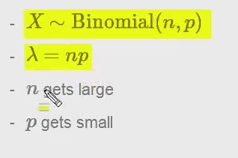 - X ∼ Binomial(n, p)
- λ = np
- n gets large
- p gets small